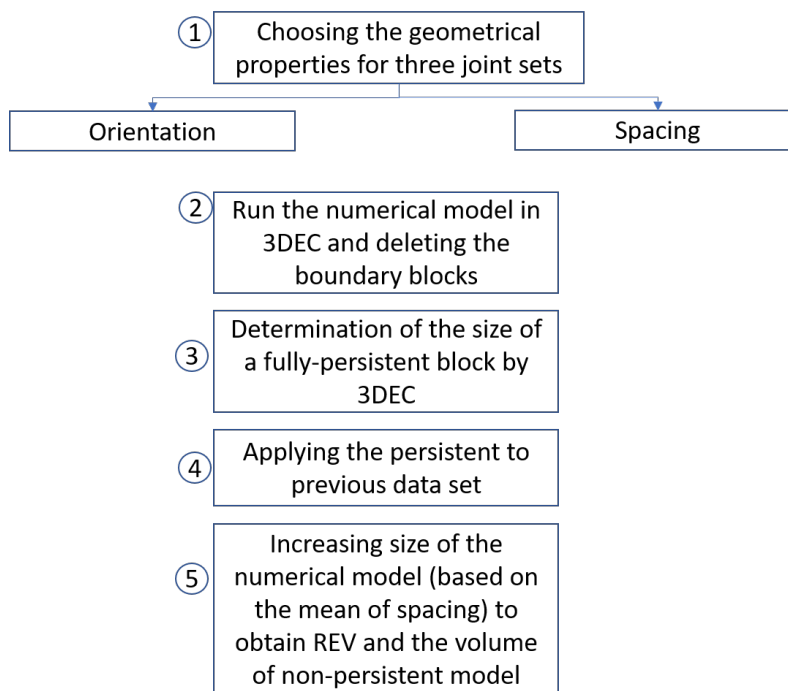 1
Choosing the geometrical
properties for three joint sets
Orientation
Spacing
2
Run the numerical model in
3DEC and deleting the
boundary blocks
3
Determination of the size of
a fully-persistent block by
3DEC
4
Applying the persistent to
previous data set
5
Increasing size of the
numerical model (based on
the mean of spacing) to
obtain REV and the volume
of non-persistent model